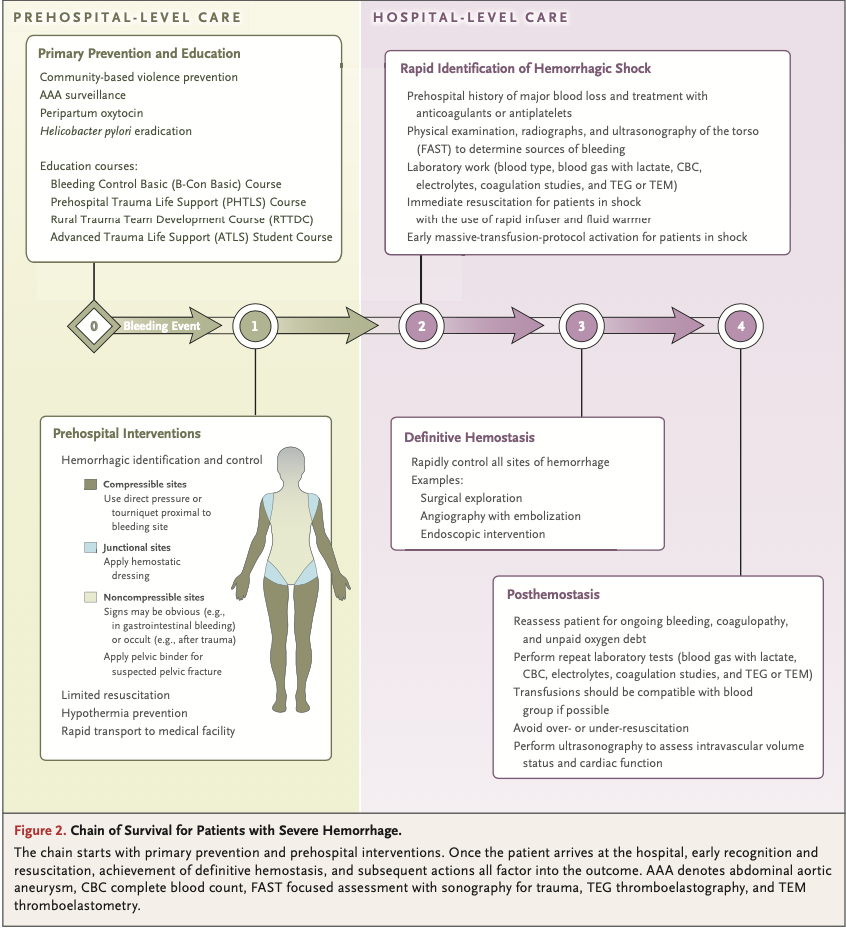 PREHOSPITAL-LEVEL CARE
HOSPITAL-LEVEL CARE
Primary Prevention and Education
Community-based violence prevention
AAA surveillance
Peripartum oxytocin
Helicobacter pylori eradication
Education courses:
Bleeding Control Basic (B-Con Basic) Course
Prehospital Trauma Life Support (PHTLS) Course
Rural Trauma Team Development Course (RTTDC)
Advanced Trauma Life Support (ATLS) Student Course
Rapid Identification of Hemorrhagic Shock
Prehospital history of major blood loss and treatment with
anticoagulants or antiplatelets
Physical examination, radiographs, and ultrasonography of the torso
(FAST) to determine sources of bleeding
Laboratory work (blood type, blood gas with lactate, CBC,
electrolytes, coagulation studies, and TEG or TEM)
Immediate resuscitation for patients in shock
with the use of rapid infuser and fluid warmer
Early massive-transfusion-protocol activation for patients in shock
0
Bleeding Event
1
2
3
4
Prehospital Interventions
Hemorrhagic identification and control
Compressible sites
Use direct pressure or
tourniquet proximal to
bleeding site
Junctional sites
Apply hemostatic
dressing
Noncompressible sites
Signs may be obvious (e.g.,
in gastrointestinal bleeding)
or occult (e.g., after trauma)
Apply pelvic binder for
suspected pelvic fracture
Limited resuscitation
Hypothermia prevention
Rapid transport to medical facility
Definitive Hemostasis
Rapidly control all sites of hemorrhage
Examples:
Surgical exploration
Angiography with embolization
Endoscopic intervention
Posthemostasis
Reassess patient for ongoing bleeding, coagulopathy,
and unpaid oxygen debt
Perform repeat laboratory tests (blood gas with lactate,
CBC, electrolytes, coagulation studies, and TEG or TEM)
Transfusions should be compatible with blood
group if possible
Avoid over- or under-resuscitation
Perform ultrasonography to assess intravascular volume
status and cardiac function
Figure 2. Chain of Survival for Patients with Severe Hemorrhage.
The chain starts with primary prevention and prehospital interventions. Once the patient arrives at the hospital, early recognition and
resuscitation, achievement of definitive hemostasis, and subsequent actions all factor into the outcome. AAA denotes abdominal aortic
aneurysm, CBC complete blood count, FAST focused assessment with sonography for trauma, TEG thromboelastography, and TEM
thromboelastometry.